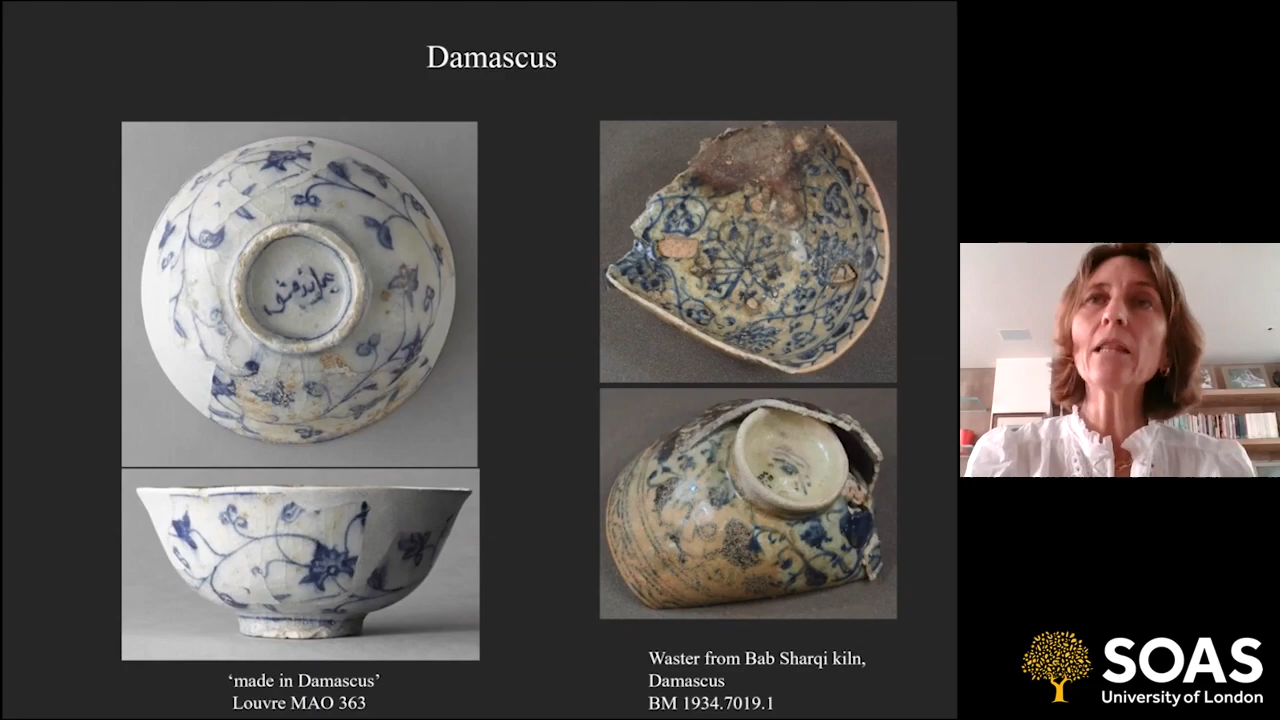 Damascus
‘made in Damascus’
Louvre MAO 363
Waster from Bab Sharqi kiln,
Damascus
BM 1934.7019.1
SOAS
University of London